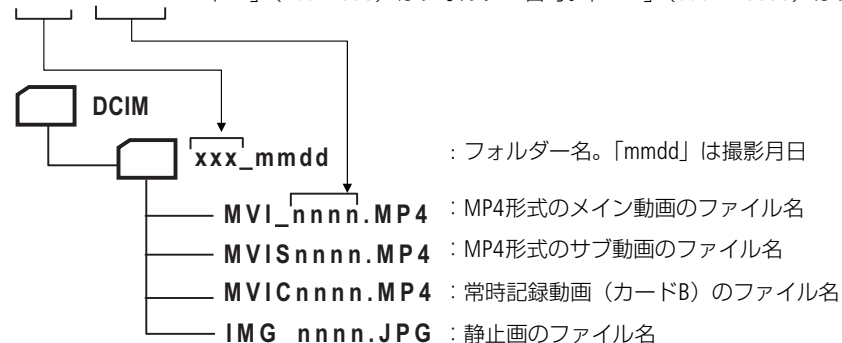 DCIM
xxx_mmdd :フォルダー名。「mmdd」は撮影月日
MVI_nnnn.MP4 :MP4形式のメイン動画のファイル名
MVISnnnn.MP4 :MP4形式のサブ動画のファイル名
MVICnnnn.MP4 :常時記録動画(カードB)のファイル名
IMG nnnn.JPG :静止画のファイル名